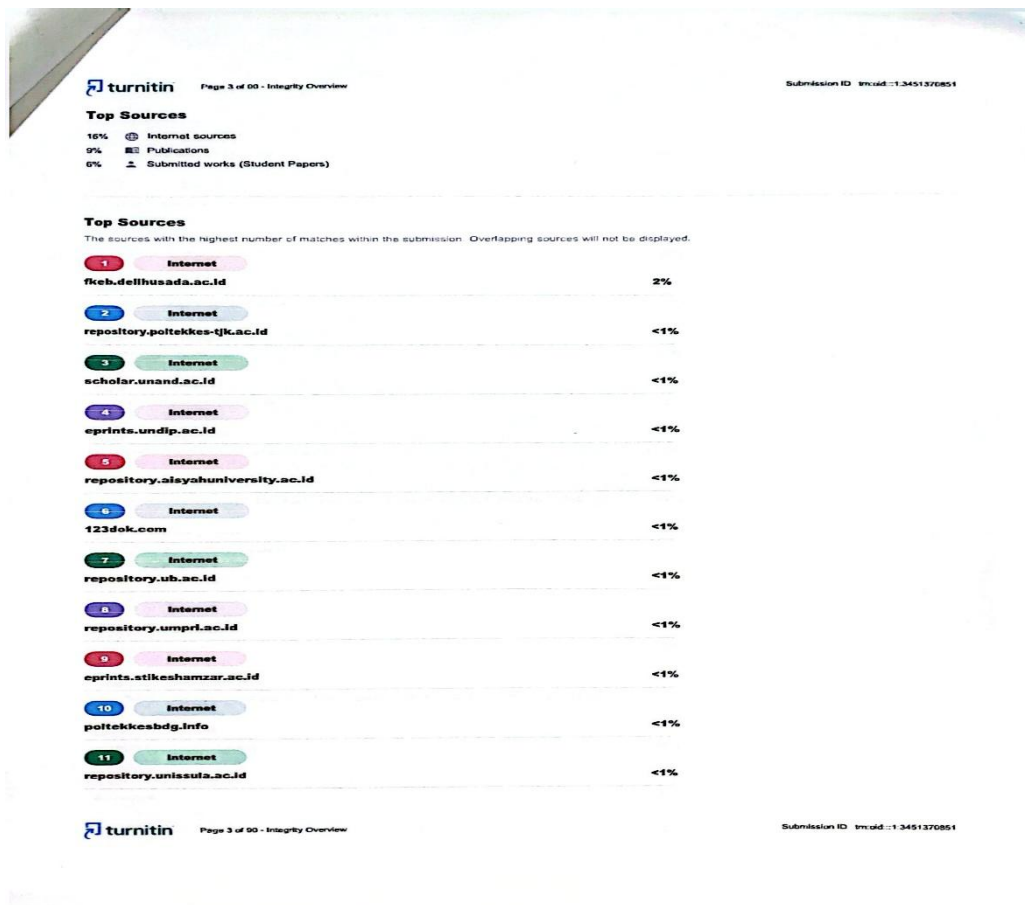 turnitin Page 3 of 90 - Integrity Overview Submission ID trn:oid:::1:3451370851
Top Sources
16% Internet sources
9% Publications
6% Submitted works (Student Papers)
Top Sources
The sources with the highest number of matches within the submission. Overlapping sources will not be displayed.
1 Internet
fkeb.delihusada.ac.id 2%
2 Internet
repository.poltekkes-tjk.ac.id <1%
3 Internet
scholar.unand.ac.id <1%
4 Internet
eprints.undip.ac.id <1%
5 Internet
repository.aisyahuniversity.ac.id <1%
6 Internet
123dok.com <1%
7 Internet
repository.ub.ac.id <1%
8 Internet
repository.umpri.ac.id <1%
9 Internet
eprints.stikeshamzar.ac.id <1%
10 Internet
poltekkesbdg.info <1%
11 Internet
repository.unissula.ac.id <1%
turnitin Page 3 of 90 - Integrity Overview Submission ID trn:oid:::1:3451370851